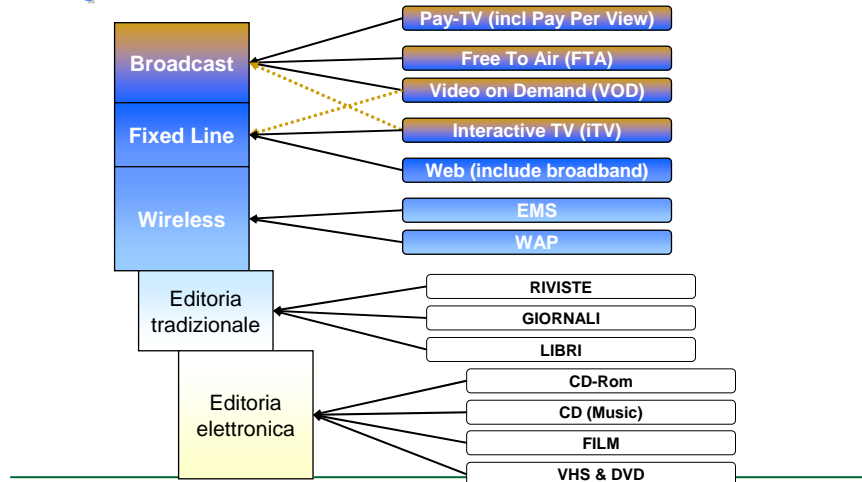 Broadcast
Pay-TV (incl Pay Per View)
Free To Air (FTA)
Video on Demand (VOD)
Fixed Line
Interactive TV (iTV)
Web (include broadband)
Wireless
EMS
WAP
Editoria
tradizionale
RIVISTE
GIORNALI
LIBRI
Editoria
elettronica
CD-Rom
CD (Music)
FILM
VHS & DVD